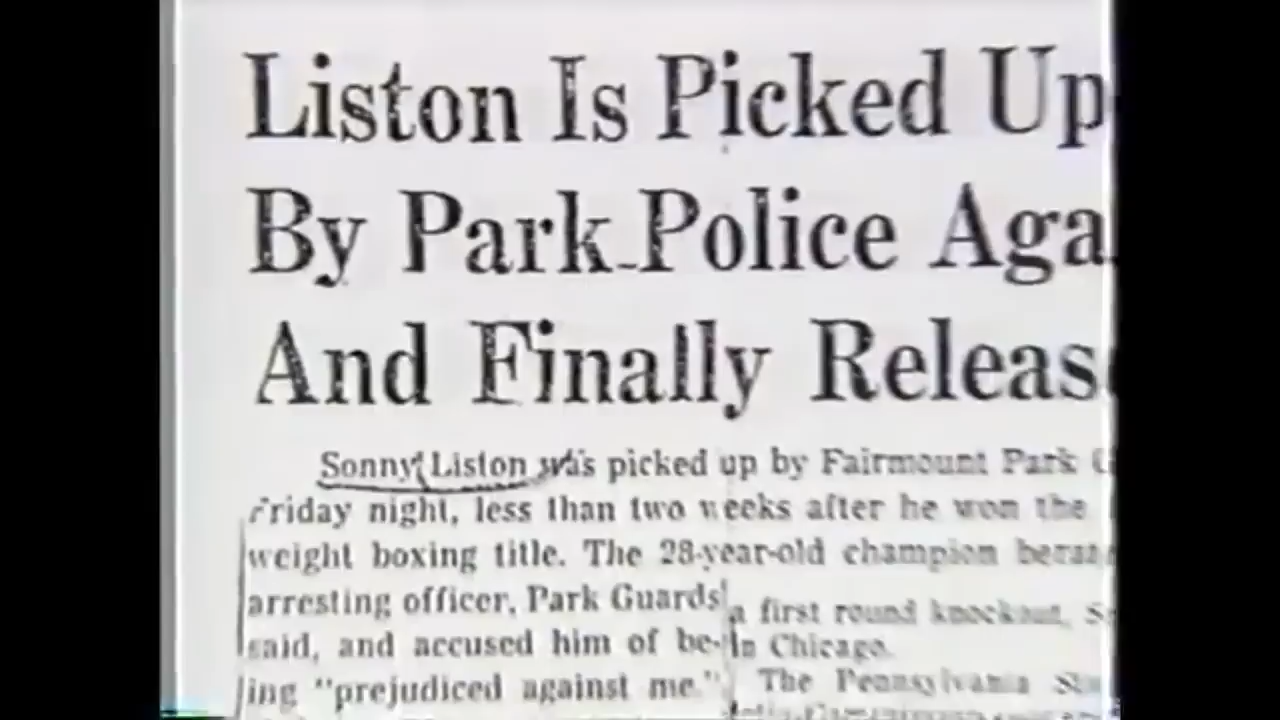 Liston Is Picked Up
By Park Police Aga
And Finally Releas
Sonny Liston was picked up by Fairmount Park G
Friday night, less than two weeks after he won the
weight boxing title. The 28-year-old champion berat
arresting officer, Park Guards
said, and accused him of be-
ing "prejudiced against me."
a first round knockout, S
in Chicago.
The Pennsylvania St